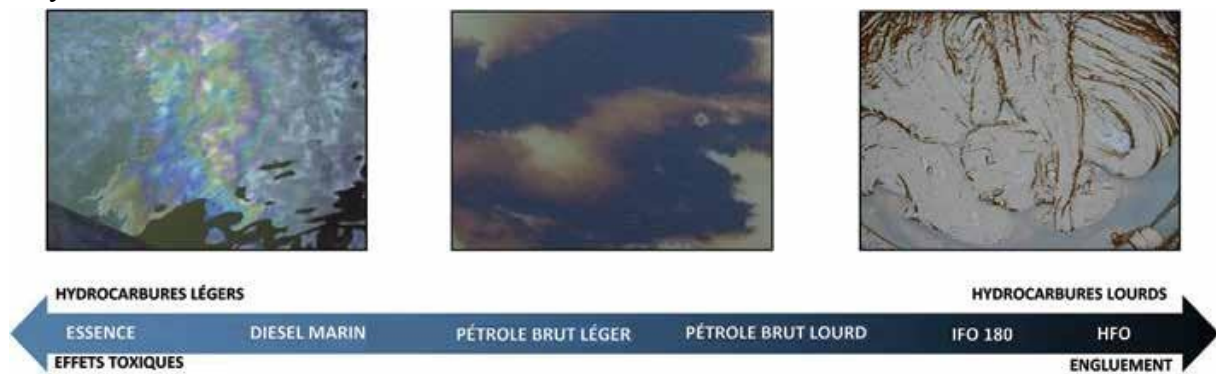 HYDROCARBURES LÉGERS
HYDROCARBURES LOURDS
ESSENCE DIESEL MARIN PÉTROLE BRUT LÉGER PÉTROLE BRUT LOURD IFO 180 HFO
EFFETS TOXIQUES
ENGLUEMENT